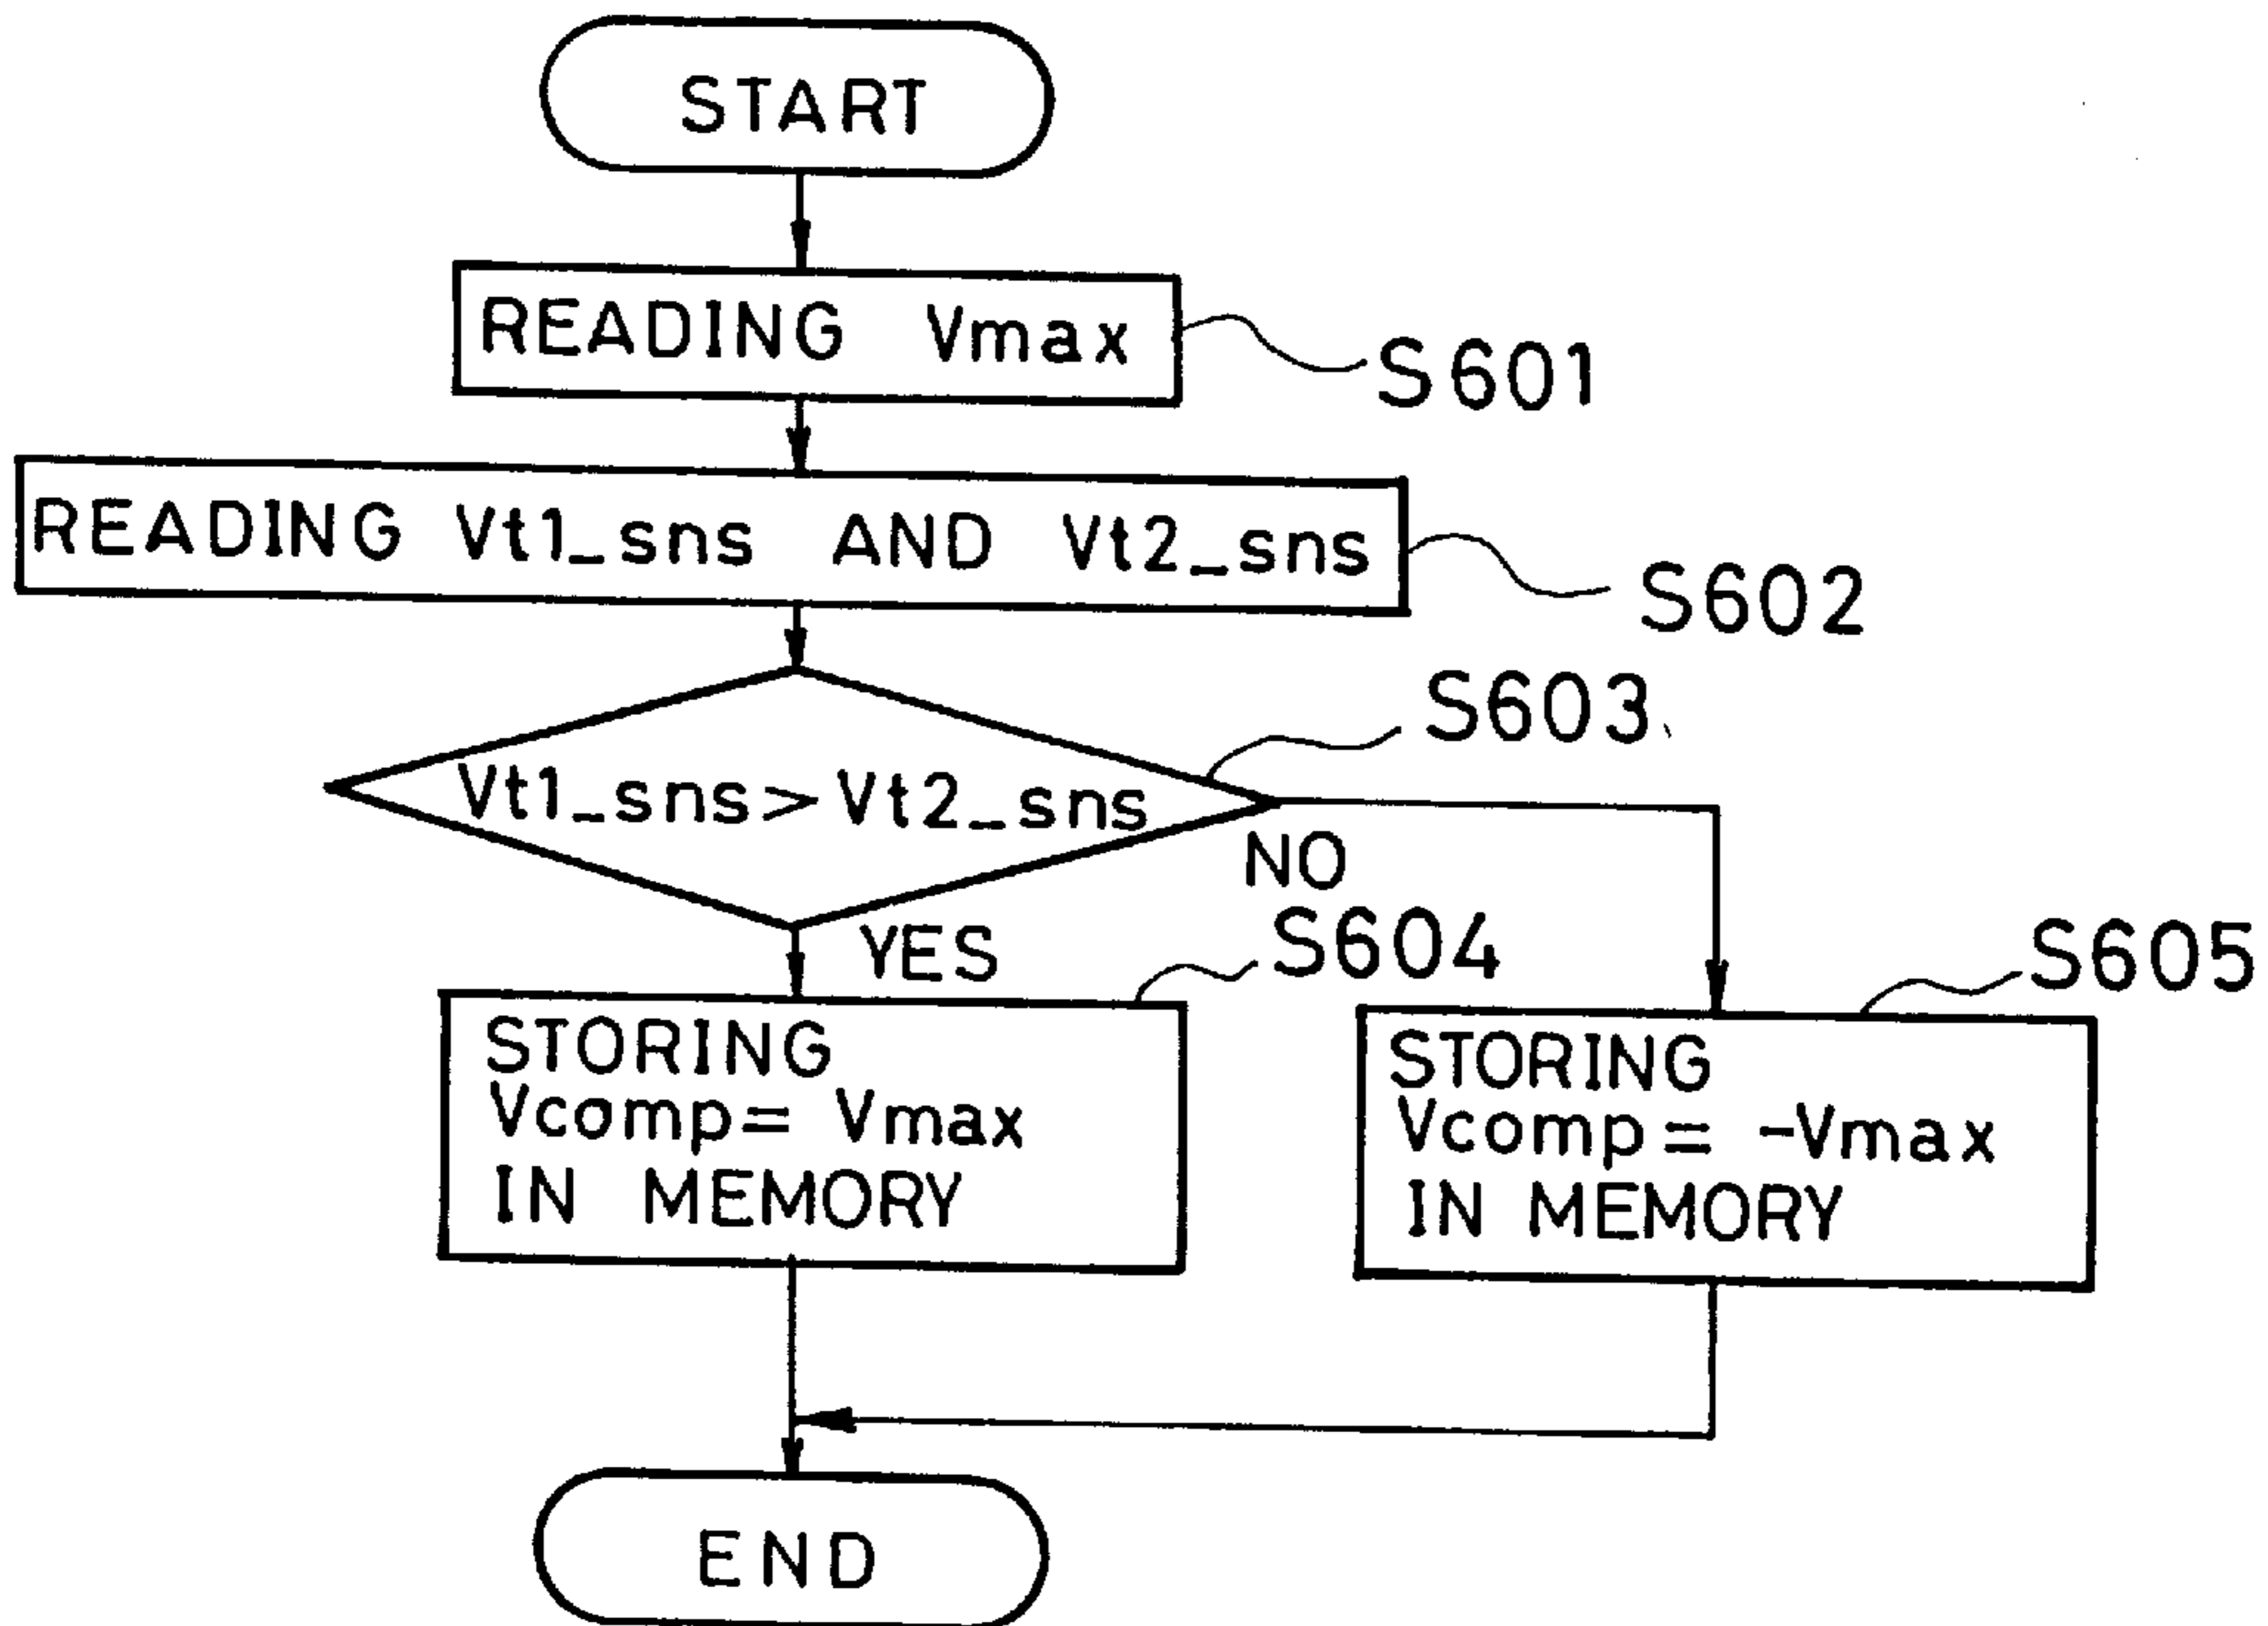 START
READING Vmax
S601
READING Vt1_sns AND Vt2_sns
S602
S603
Vt1_sns> Vt2_sns
NO
YES
S604
S605
STORING
Vcomp= Vmax
IN MEMORY
STORING
Vcomp= -Vmax
IN MEMORY
END